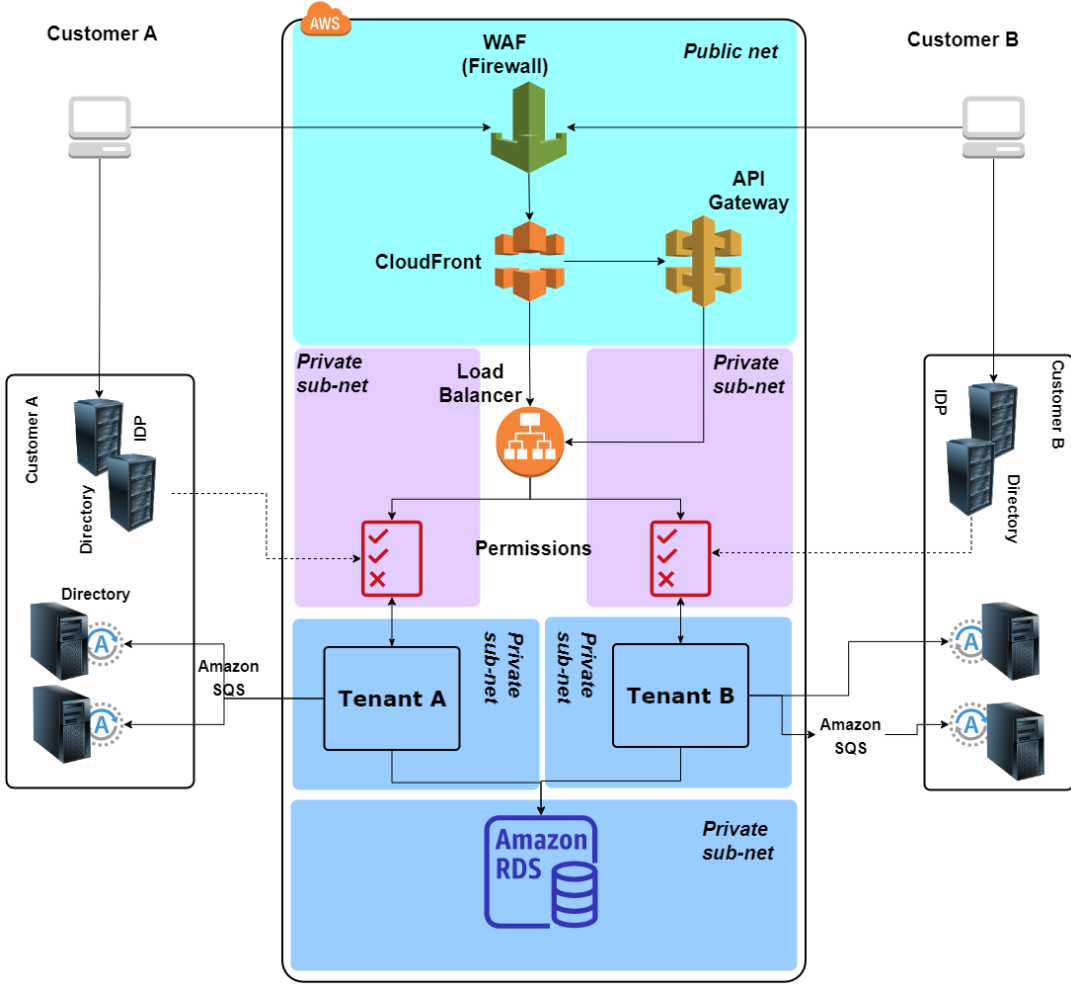 Customer A
AWS
WAF
(Firewall)
Public net
Customer B
API
Gateway
CloudFront
Private
sub-net
Load
Balancer
Private
sub-net
Customer A
IDP
Directory
IDP
Customer B
Directory
Permissions
Directory
A
A
Amazon
SQS
Private
sub-net
Tenant A
Private
sub-net
Tenant B
A
A
Amazon
SQS
Amazon
RDS
Private
sub-net